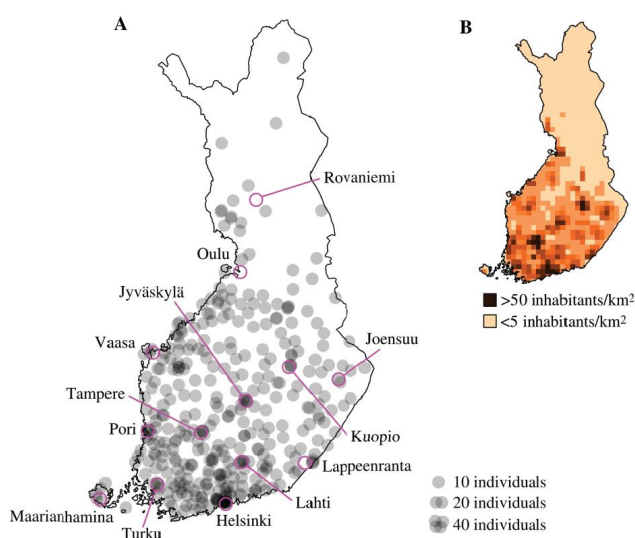 A
B
Rovaniemi
Oulu
>50 inhabitants/km²
<5 inhabitants/km²
Jyväskylä
Vaasa
Joensuu
Tampere
Pori
Kuopio
Lappeenranta
10 individuals
Lahti
20 individuals
Maarianhamina
Helsinki
40 individuals
Turku